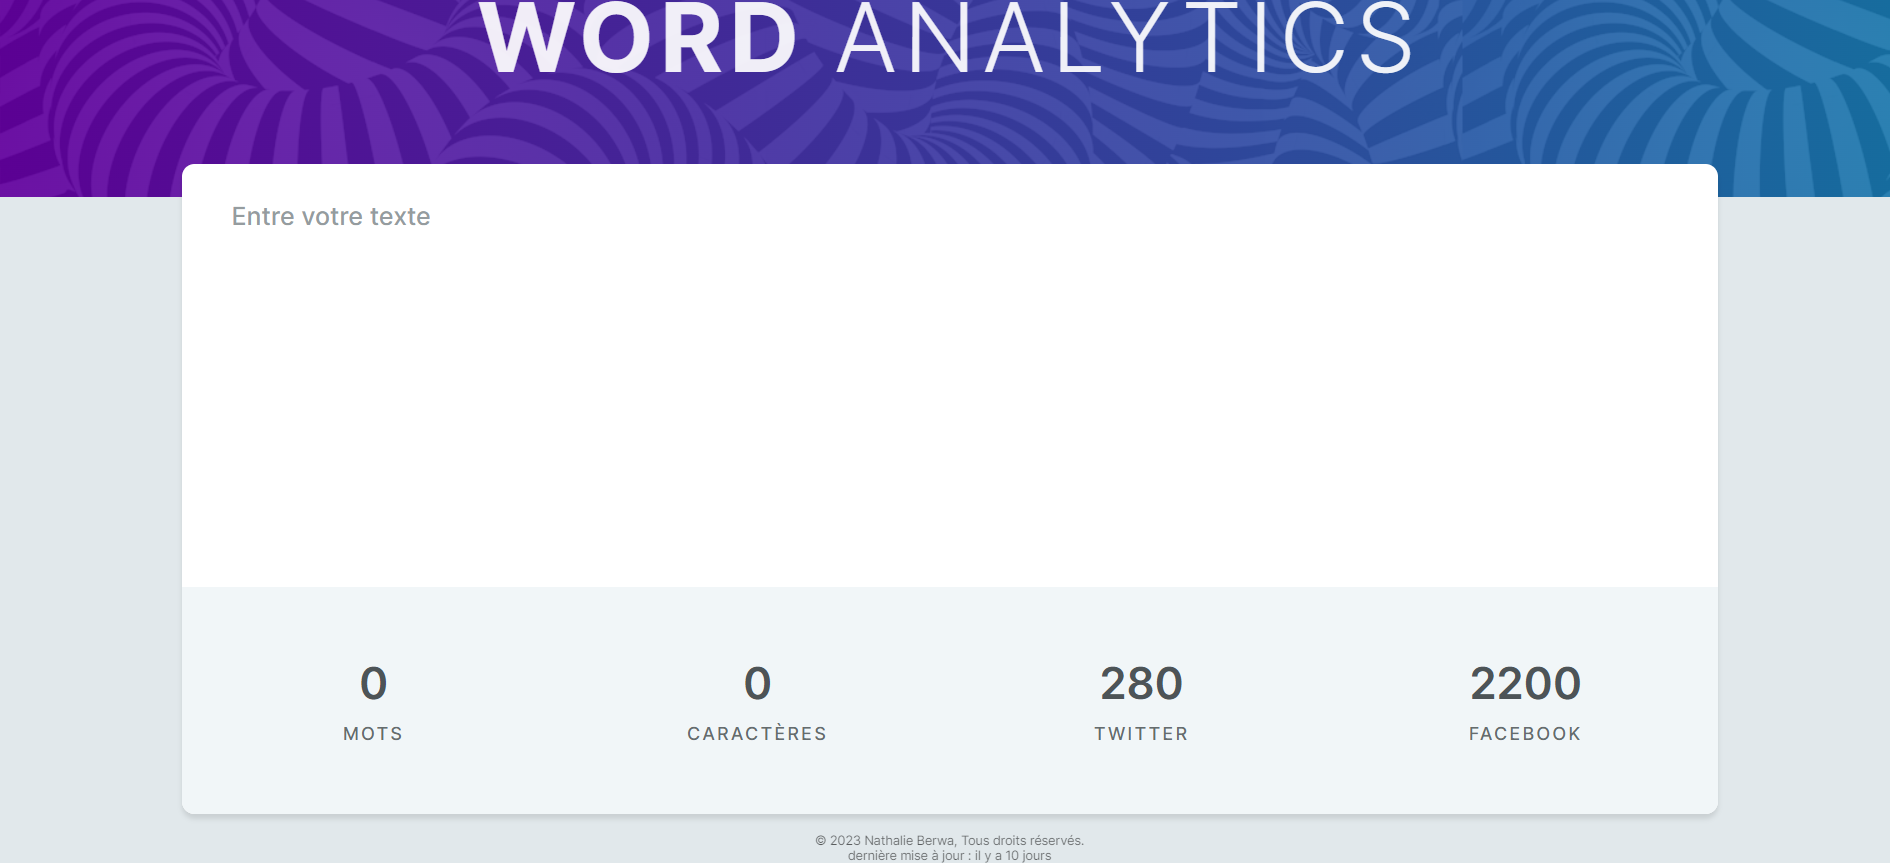 WORD ANALYTICS
Entre votre texte
0 0 280 2200
MOTS CARACTÈRES TWITTER FACEBOOK
© 2023 Nathalie Berwa, Tous droits réservés.
dernière mise à jour : il y a 10 jours